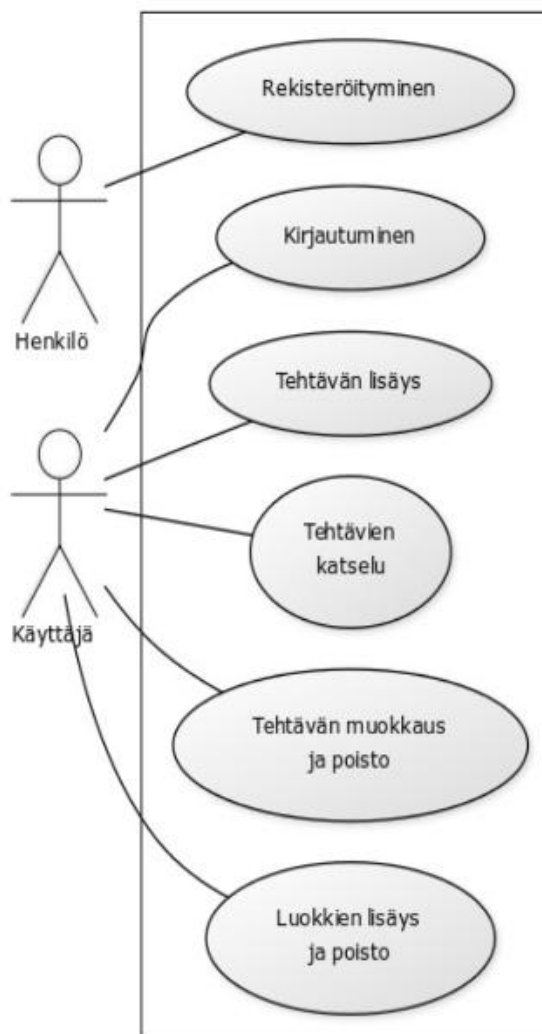 Rekisteröityminen
Kirjautuminen
Henkilö
Tehtävän lisäys
Tehtävien
katselu
Käyttäjä
Tehtävän muokkaus
ja poisto
Luokkien lisäys
ja poisto